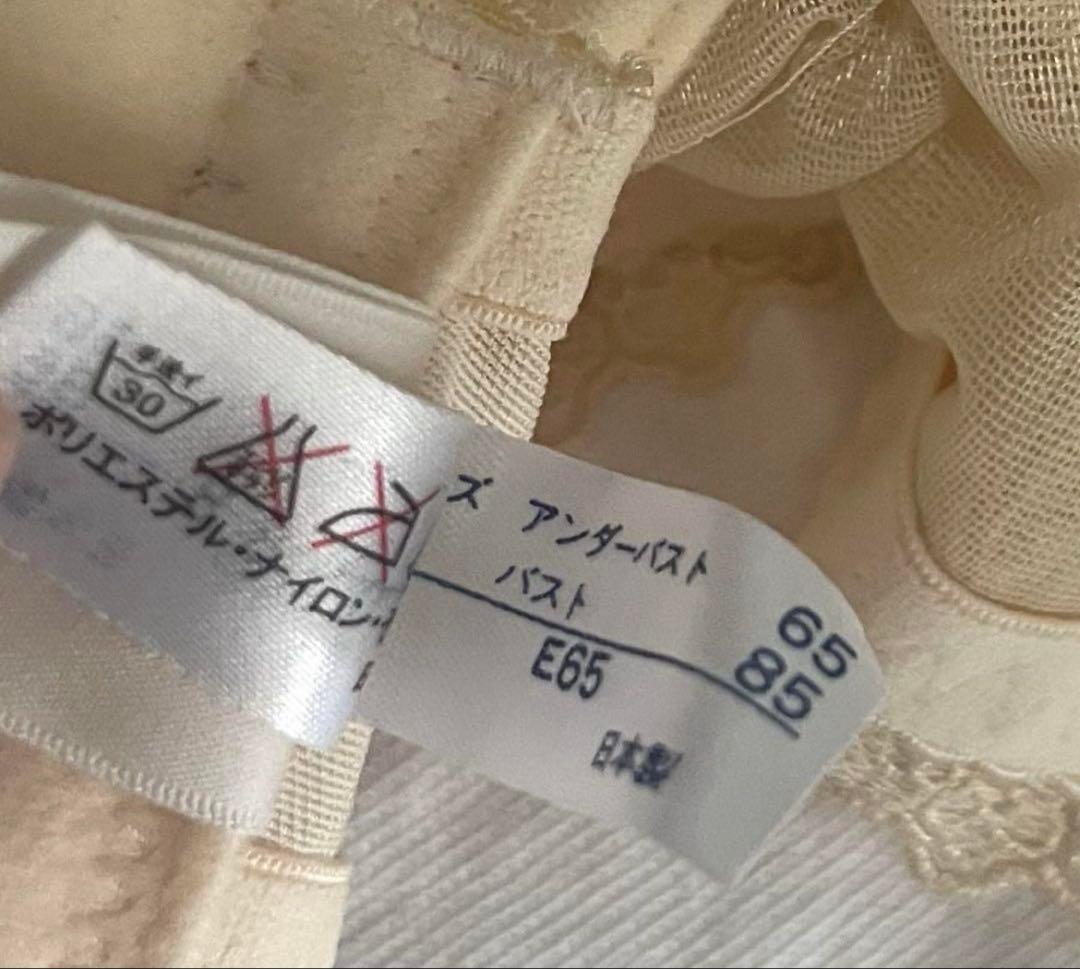 手洗イ
30
ポリエステル・ナイロン・
ズ アンダーバスト 65
バスト 85
E65
日本製